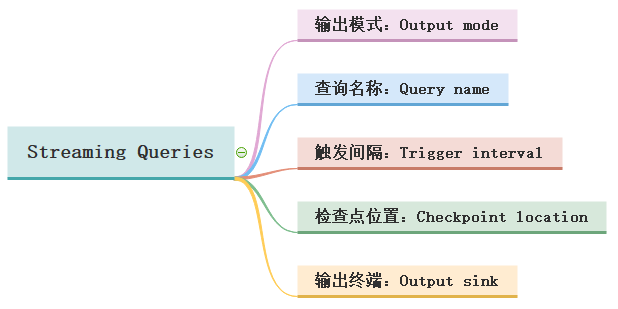 Streaming Queries
输出模式：Output mode
查询名称：Query name
触发间隔：Trigger interval
检查点位置：Checkpoint location
输出终端：Output sink